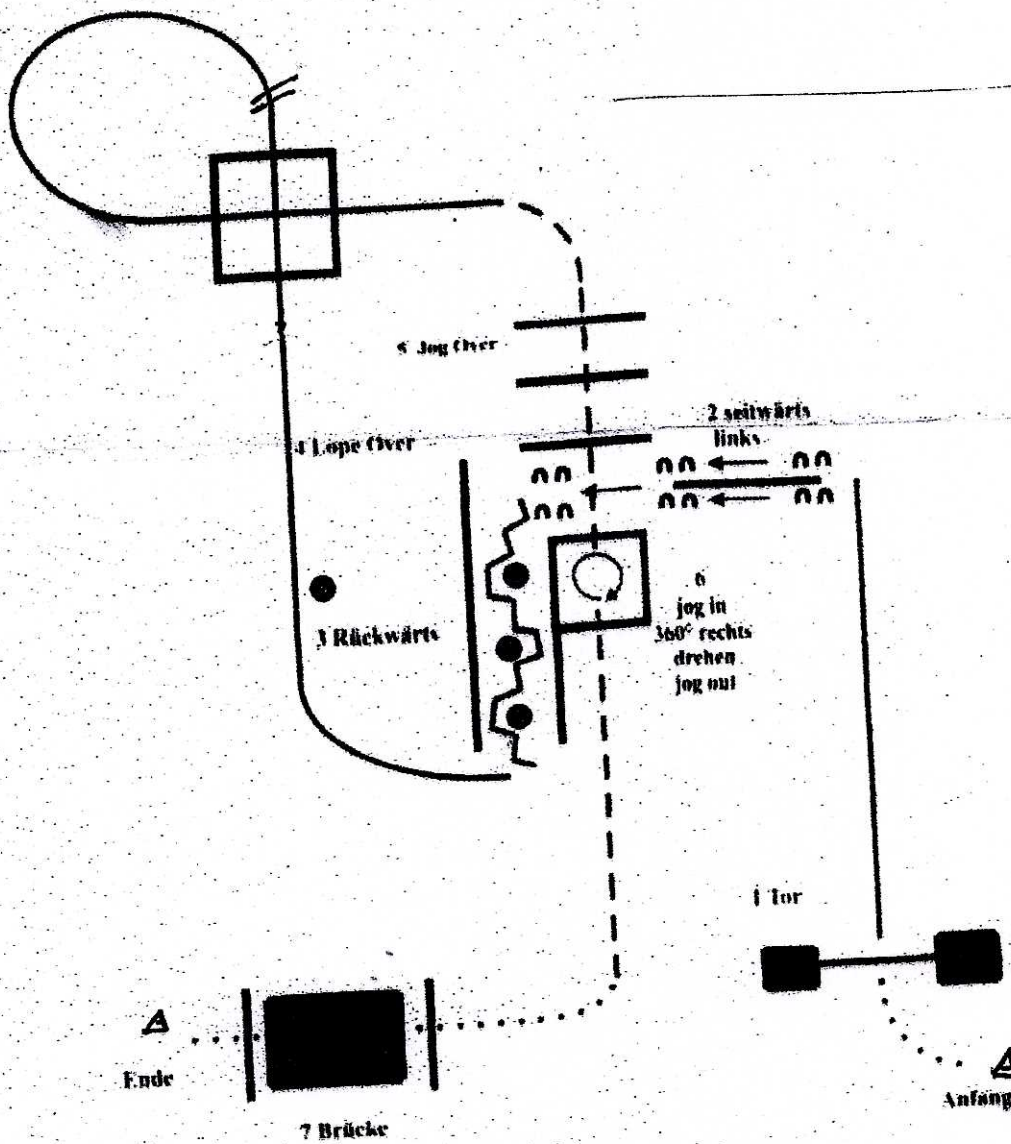 5 Jog Over
2 seitwärts
links
4 Lope Over
3 Rückwärts
6
jog in
360° rechts
drehen
jog out
1 Tor
Ende
Anfang
7 Brücke